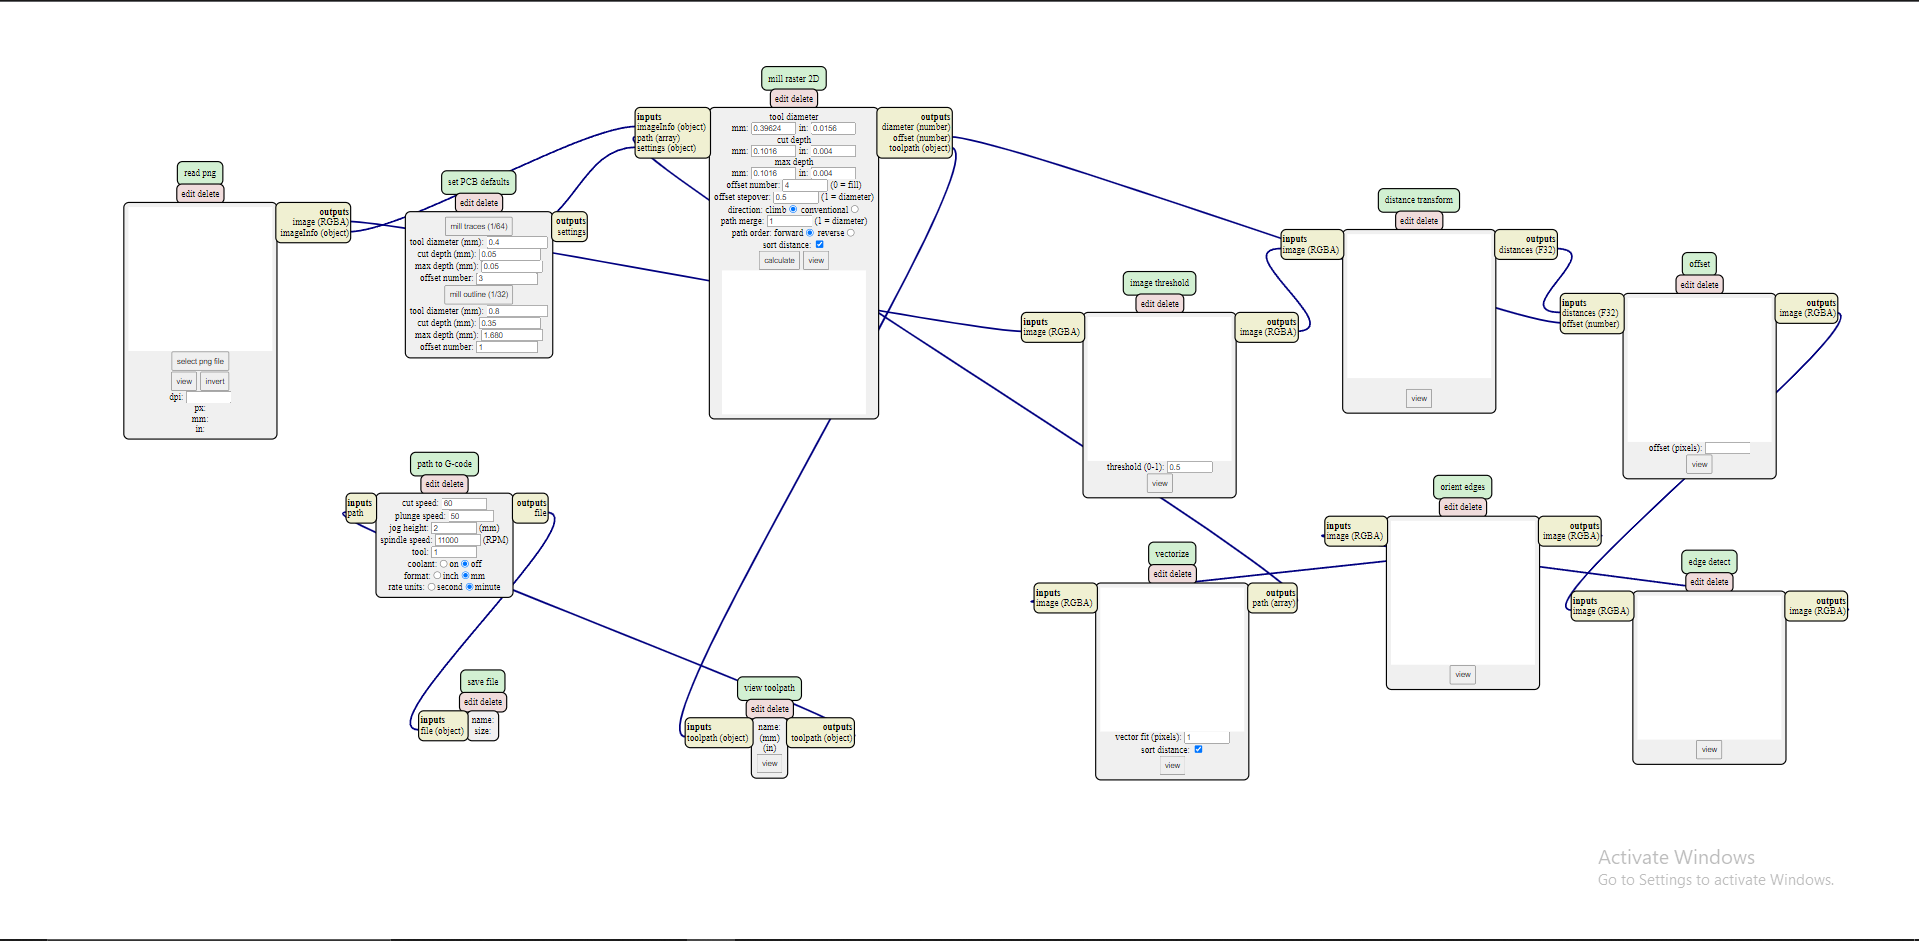 read png
edit delete
outputs
image (RGBA)
imageInfo (object)
select png file
view invert
dpi:
px:
mm:
in:
set PCB defaults
edit delete
mill traces (1/64)
tool diameter (mm): 0.4
cut depth (mm): 0.05
max depth (mm): 0.05
offset number: 3
mill outline (1/32)
tool diameter (mm): 0.8
cut depth (mm): 0.35
max depth (mm): 1.680
offset number: 1
outputs
settings
mill raster 2D
edit delete
inputs
imageInfo (object)
path (array)
settings (object)
tool diameter
mm: 0.39624 in: 0.0156
cut depth
mm: 0.1016 in: 0.004
max depth
mm: 0.1016 in: 0.004
offset number: 4 (0 = fill)
offset stepover: 0.5 (1 = diameter)
direction: climb conventional
path merge: 1 (1 = diameter)
path order: forward reverse
sort distance:
calculate view
outputs
diameter (number)
offset (number)
toolpath (object)
image threshold
edit delete
inputs
image (RGBA)
threshold (0-1): 0.5
view
outputs
image (RGBA)
distance transform
edit delete
inputs
image (RGBA)
view
outputs
distances (F32)
offset
edit delete
inputs
distances (F32)
offset (number)
offset (pixels):
view
outputs
image (RGBA)
path to G-code
edit delete
inputs
path
cut speed: 60
plunge speed: 50
jog height: 2 (mm)
spindle speed: 11000 (RPM)
tool: 1
coolant: on off
format: inch mm
rate units: second minute
outputs
file
save file
edit delete
inputs
file (object)
name:
size:
view toolpath
edit delete
inputs
toolpath (object)
name:
(mm)
(in)
view
outputs
toolpath (object)
vectorize
edit delete
inputs
image (RGBA)
vector fit (pixels): 1
sort distance:
view
outputs
path (array)
orient edges
edit delete
inputs
image (RGBA)
view
outputs
image (RGBA)
edge detect
edit delete
inputs
image (RGBA)
view
outputs
image (RGBA)
Activate Windows
Go to Settings to activate Windows.